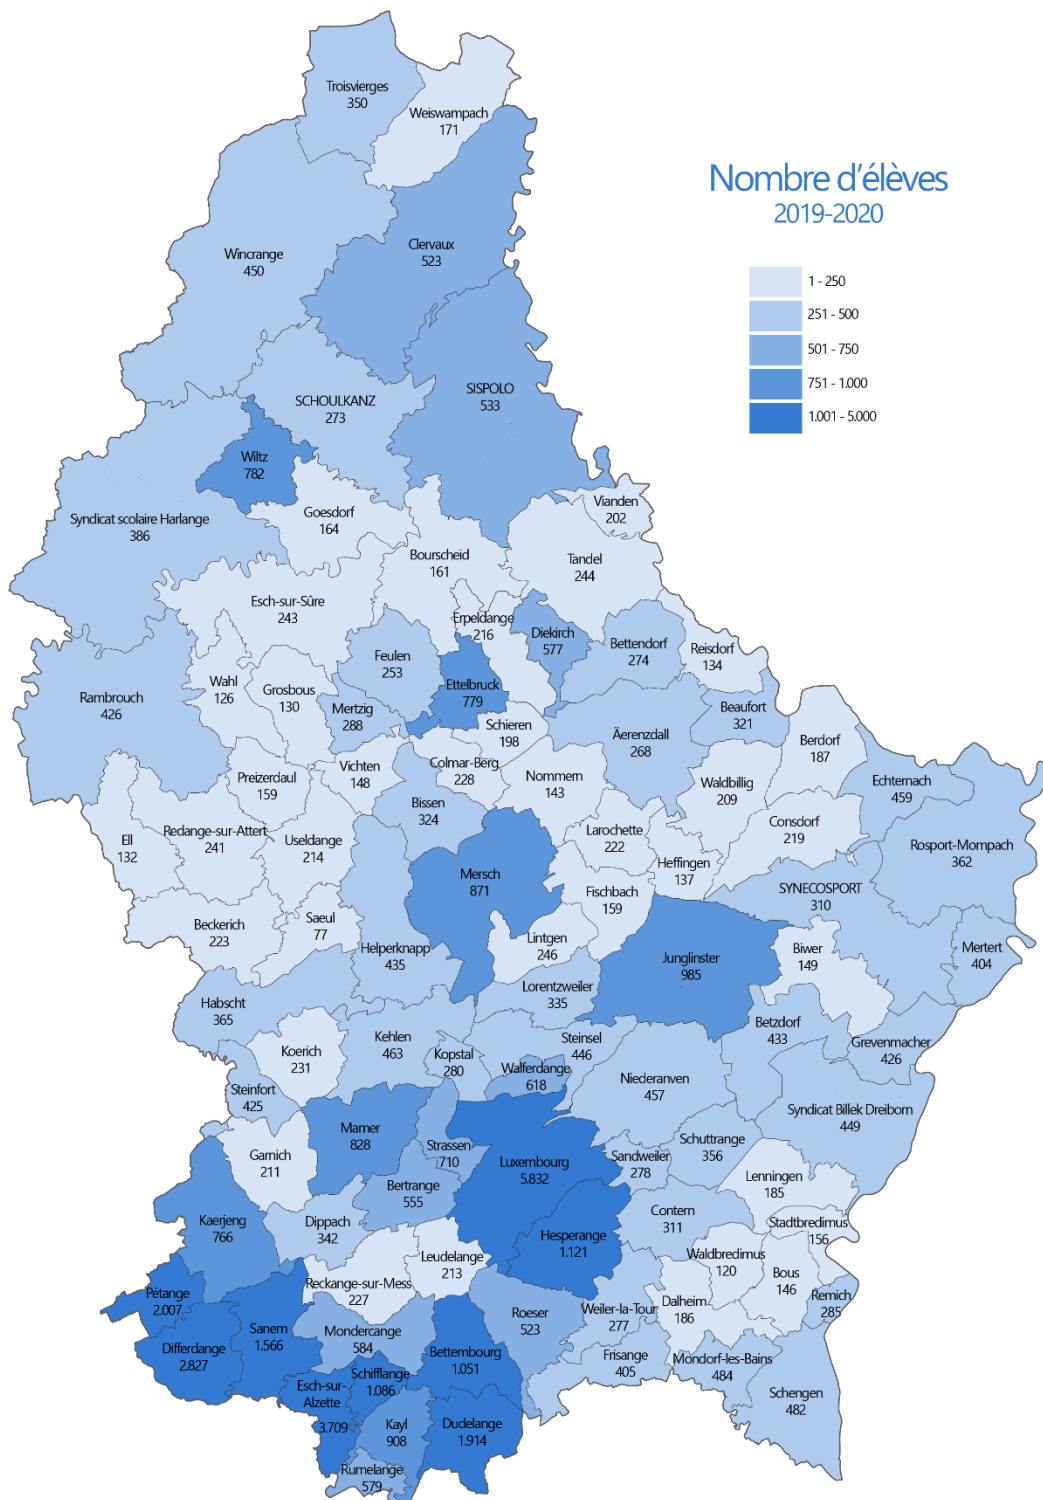 Troisvierges
350
Weiswampach
171
Nombre d'élèves
2019-2020
Clervaux
523
Wincrange
450
1 - 250
251 - 500
501 - 750
751 - 1.000
1.001 - 5.000
SISPOLO
533
SCHOULKANZ
273
Wiltz
782
Vianden
202
Goesdorf
164
Syndicat scolaire Harlange
386
Bourscheid
161
Tandel
244
Esch-sur-Sûre
243
Erpeldange
216
Diekirch
577
Bettendorf
274
Reisdorf
134
Feulen
253
Wahl
126
Grosbous
130
Ettelbruck
779
Rambrouch
426
Mertzig
288
Beaufort
321
Schieren
198
Äerenzdall
268
Berdorf
187
Colmar-Berg
228
Vichten
148
Preizerdaul
159
Nommern
143
Waldbillig
209
Echternach
459
Bissen
324
Consdorf
219
Redange-sur-Attert
241
Ell
132
Useldange
214
Larochette
222
Rosport-Mompach
362
Heffingen
137
Mersch
871
Fischbach
159
SYNECOSPORT
310
Saeul
77
Beckerich
223
Lintgen
246
Helperknapp
435
Junglinster
985
Biwer
149
Mertert
404
Lorentzweiler
335
Habscht
365
Betzdorf
433
Kehlen
463
Steinsel
446
Grevenmacher
426
Koerich
231
Kopstal
280
Walferdange
618
Niederanven
457
Steinfort
425
Syndicat Billek Dreiborn
449
Mamer
828
Strassen
710
Schuttrange
356
Garnich
211
Luxembourg
5.832
Sandweiler
278
Lenningen
185
Bertrange
555
Contern
311
Kaerjeng
766
Dippach
342
Stadtbredimus
156
Hesperange
1.121
Leudelange
213
Waldbredimus
120
Bous
146
Reckange-sur-Mess
227
Pétange
2.007
Remich
285
Dalheim
186
Roeser
523
Weiler-la-Tour
277
Sanem
1.566
Mondercange
584
Differdange
2.827
Bettembourg
1.051
Frisange
405
Mondorf-les-Bains
484
Schifflange
1.086
Esch-sur-
Alzette
3.709
Schengen
482
Kayl
908
Dudelange
1.914
Rumelange
579